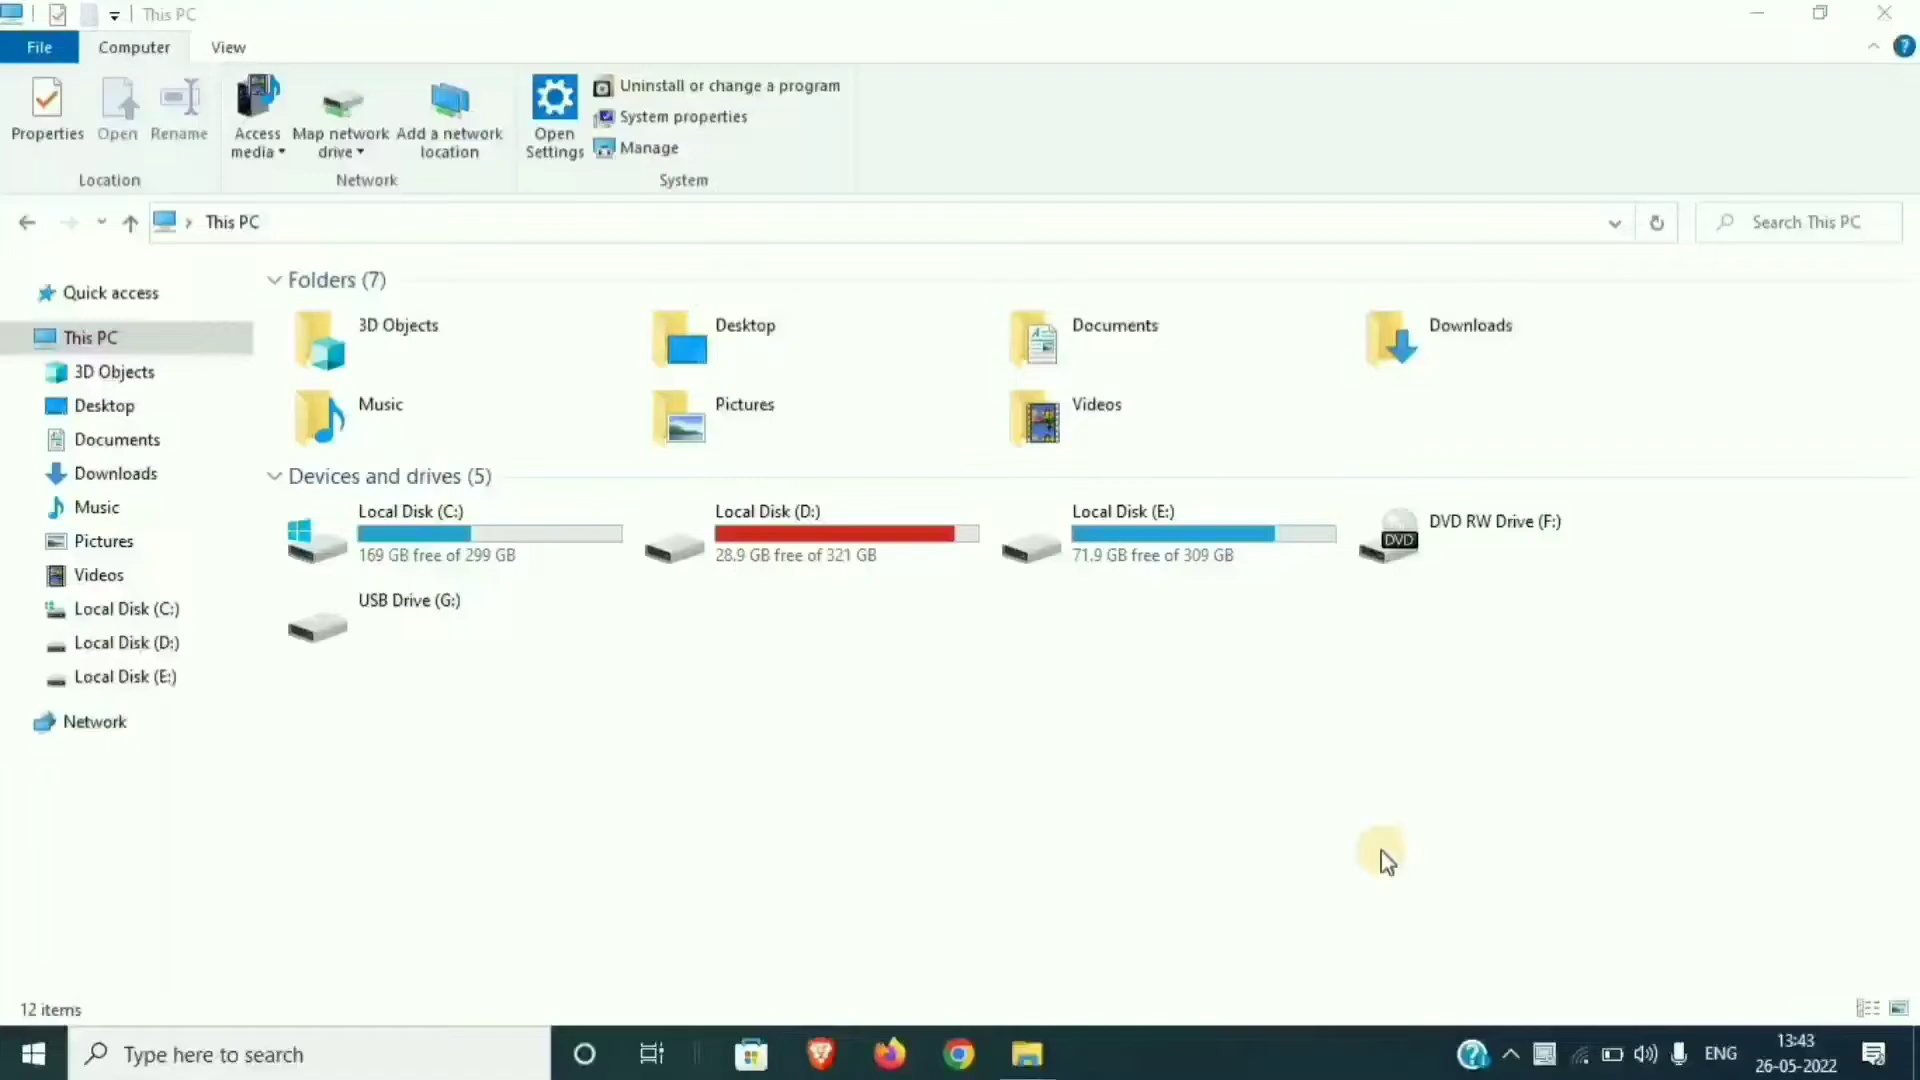 This PC
File Computer View
Uninstall or change a program
System properties
Manage
Properties Open Rename Access media Map network drive Add a network location Open Settings
Location Network System
This PC
Search This PC
Quick access
This PC
3D Objects
Desktop
Documents
Downloads
Music
Pictures
Videos
Local Disk (C:)
Local Disk (D:)
Local Disk (E:)
Network
Folders (7)
3D Objects Desktop Documents Downloads
Music Pictures Videos
Devices and drives (5)
Local Disk (C:)
169 GB free of 299 GB
Local Disk (D:)
28.9 GB free of 321 GB
Local Disk (E:)
71.9 GB free of 309 GB
DVD RW Drive (F:)
DVD
USB Drive (G:)
12 items
Type here to search
ENG
13:43
26-05-2022